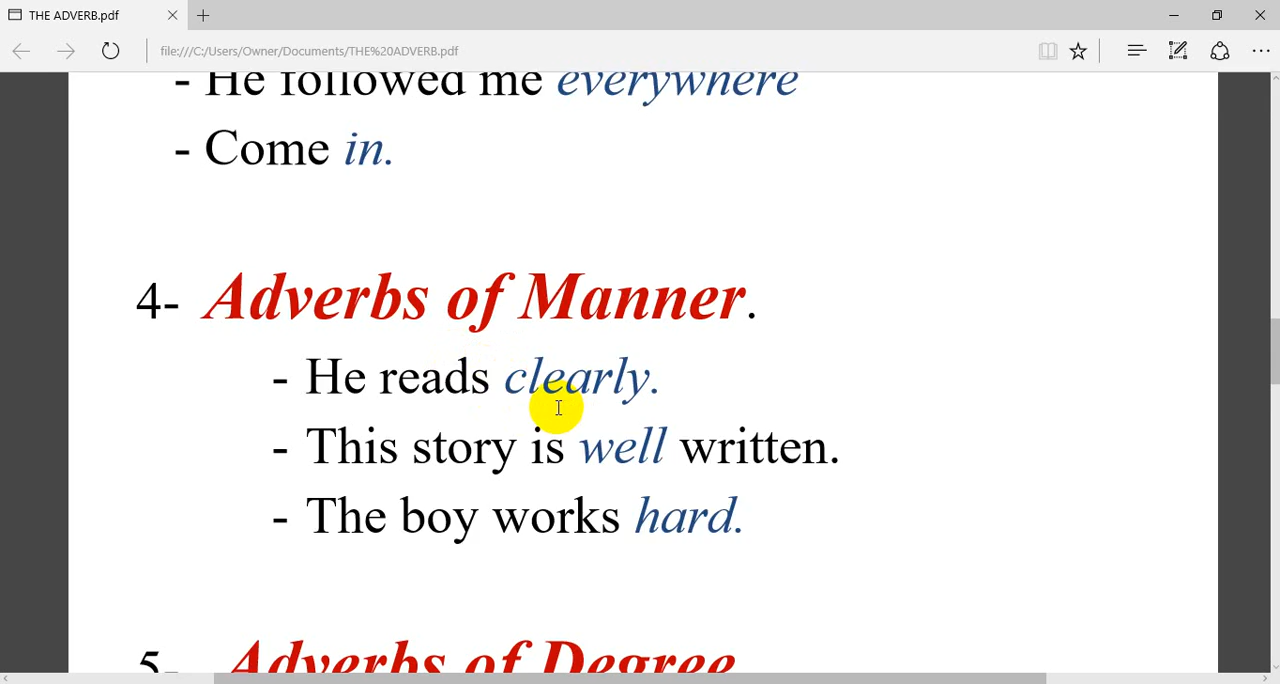 THE ADVERB.pdf
file:///C:/Users/Owner/Documents/THE%20ADVERB.pdf
- He followed me everywhere
- Come in.
4- Adverbs of Manner.
- He reads clearly.
- This story is well written.
- The boy works hard.
5- Adverbs of Degree